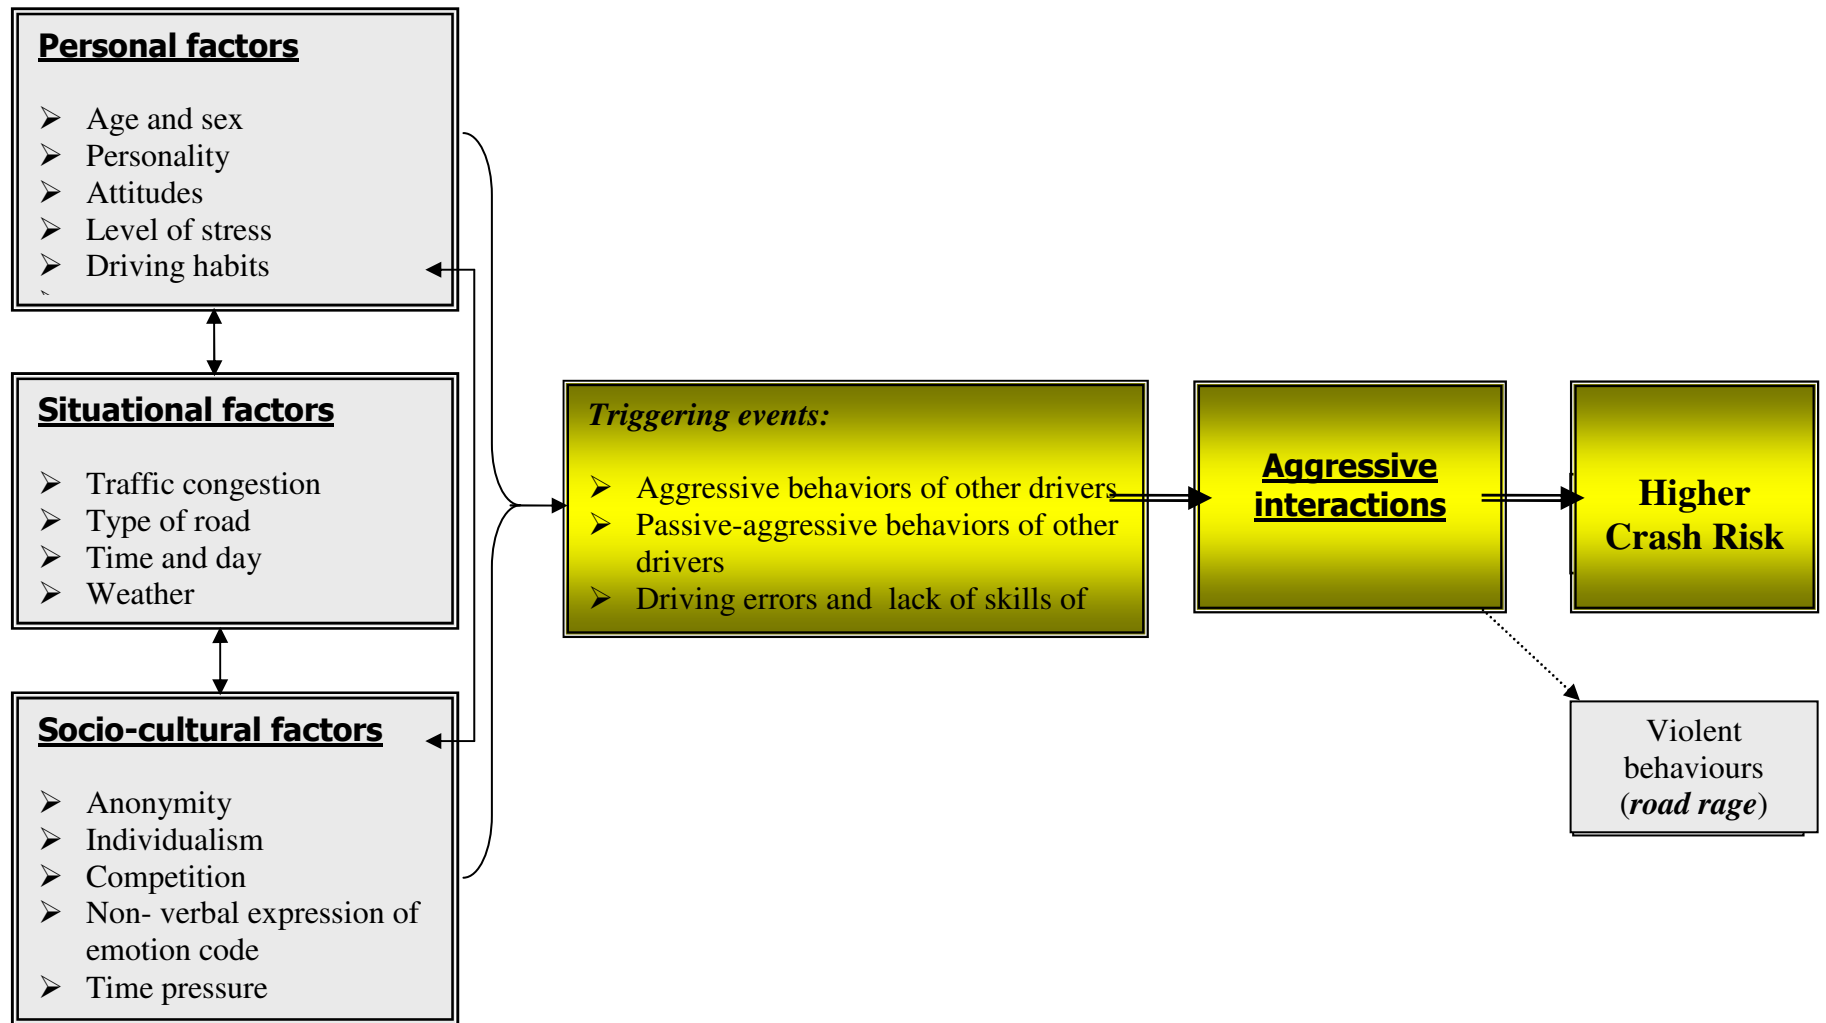 Personal factors
➢ Age and sex
➢ Personality
➢ Attitudes
➢ Level of stress
➢ Driving habits
Situational factors
➢ Traffic congestion
➢ Type of road
➢ Time and day
➢ Weather
Socio-cultural factors
➢ Anonymity
➢ Individualism
➢ Competition
➢ Non- verbal expression of
emotion code
➢ Time pressure
Triggering events:
➢ Aggressive behaviors of other drivers
➢ Passive-aggressive behaviors of other
drivers
➢ Driving errors and lack of skills of
Aggressive
interactions
Higher
Crash Risk
Violent
behaviours
(road rage)